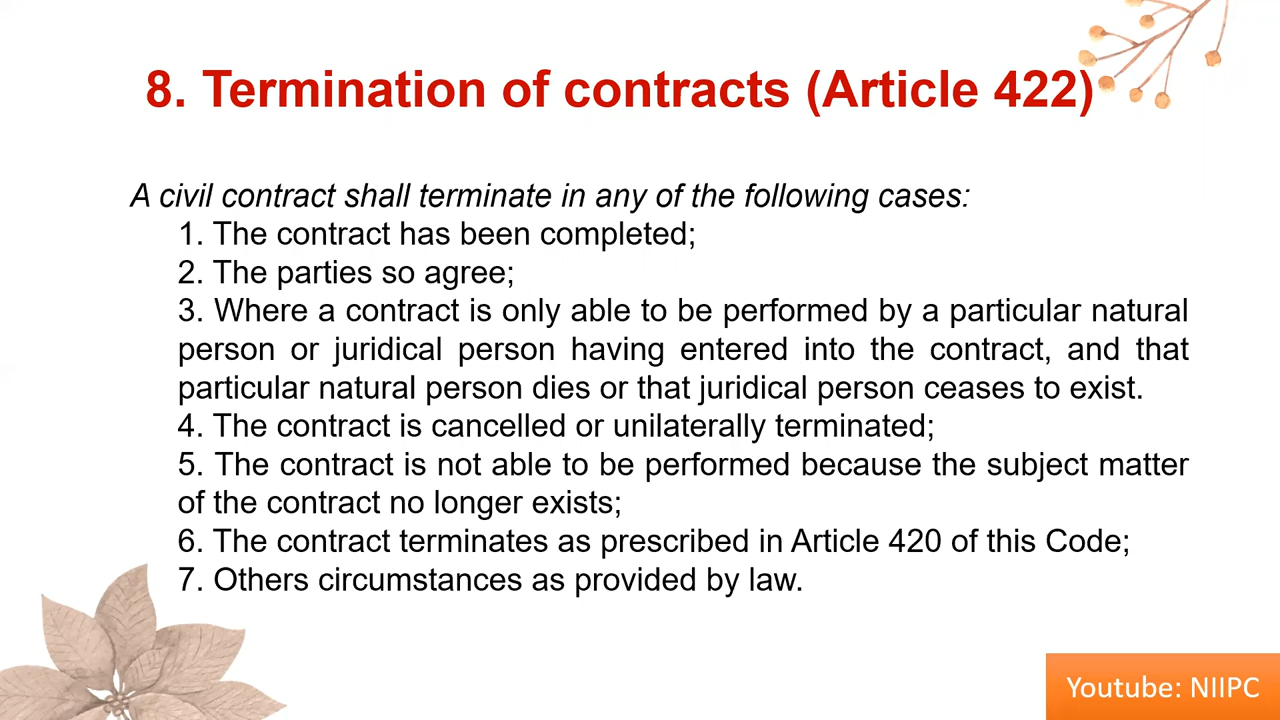 8. Termination of contracts (Article 422)
A civil contract shall terminate in any of the following cases:
1. The contract has been completed;
2. The parties so agree;
3. Where a contract is only able to be performed by a particular natural
person or juridical person having entered into the contract, and that
particular natural person dies or that juridical person ceases to exist.
4. The contract is cancelled or unilaterally terminated;
5. The contract is not able to be performed because the subject matter
of the contract no longer exists;
6. The contract terminates as prescribed in Article 420 of this Code;
7. Others circumstances as provided by law.
Youtube: NIIPC